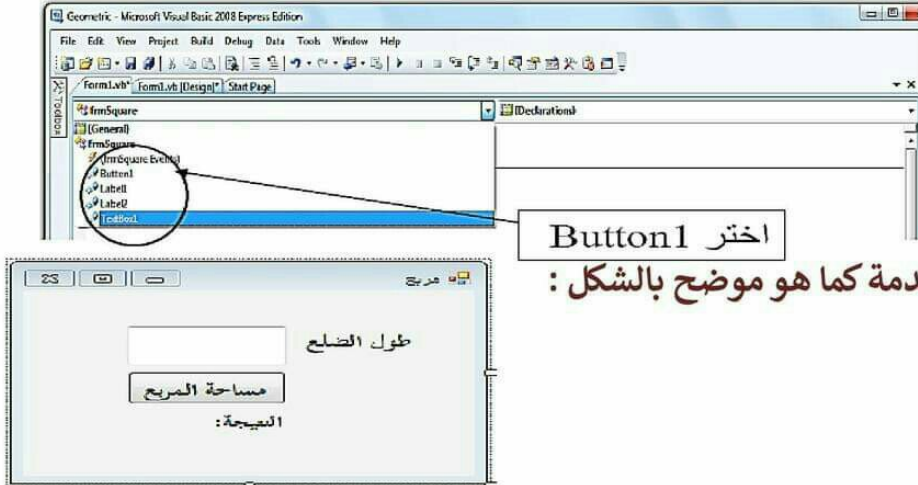 Geometric - Microsoft Visual Basic 2008 Express Edition
File Edit View Project Build Debug Data Tools Window Help
Form1.vb* Form1.vb [Design]* Start Page
Toolbox
frmSquare (Declarations)
(General)
frmSquare
(frmSquare Events)
Button1
Label1
Label2
TextBox1
اختر Button1
دمة كما هو موضح بالشكل :
مربع
طول الضلع
مساحة المربع
النتيجة: